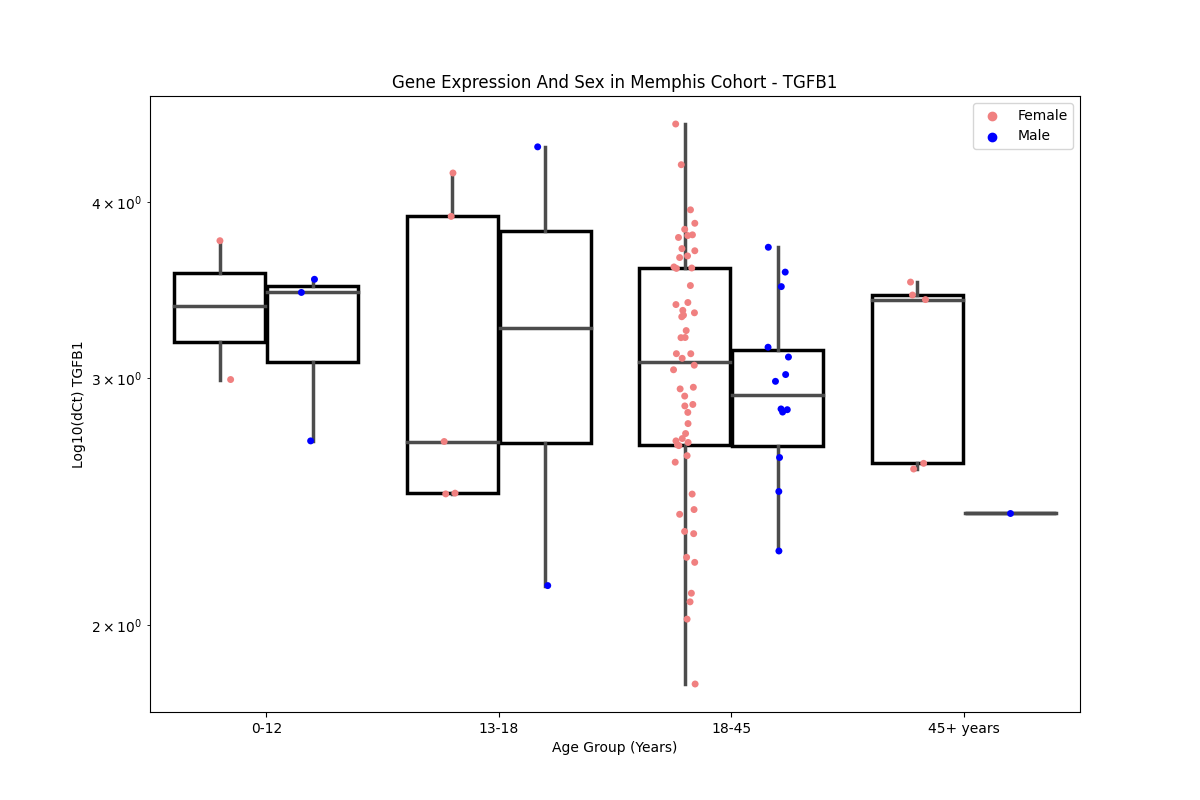 Gene Expression And Sex in Memphis Cohort - TGFB1
Female
Male
4 × 10⁰
3 × 10⁰
2 × 10⁰
Log10(dCt) TGFB1
0-12
13-18
18-45
45+ years
Age Group (Years)